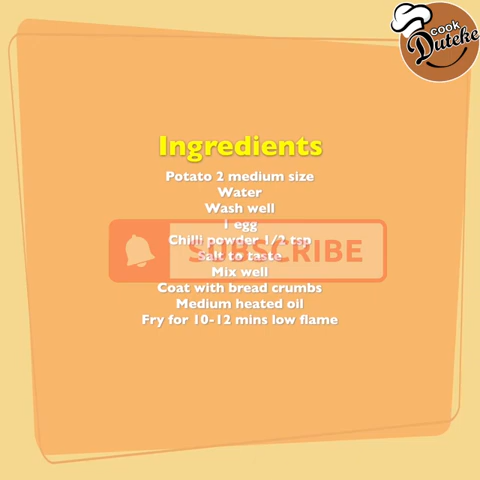 cook
Duteke
Ingredients
Potato 2 medium size
Water
Wash well
1 egg
Chilli powder 1/2 tsp
SUBSCRIBE
Salt to taste
Mix well
Coat with bread crumbs
Medium heated oil
Fry for 10-12 mins low flame